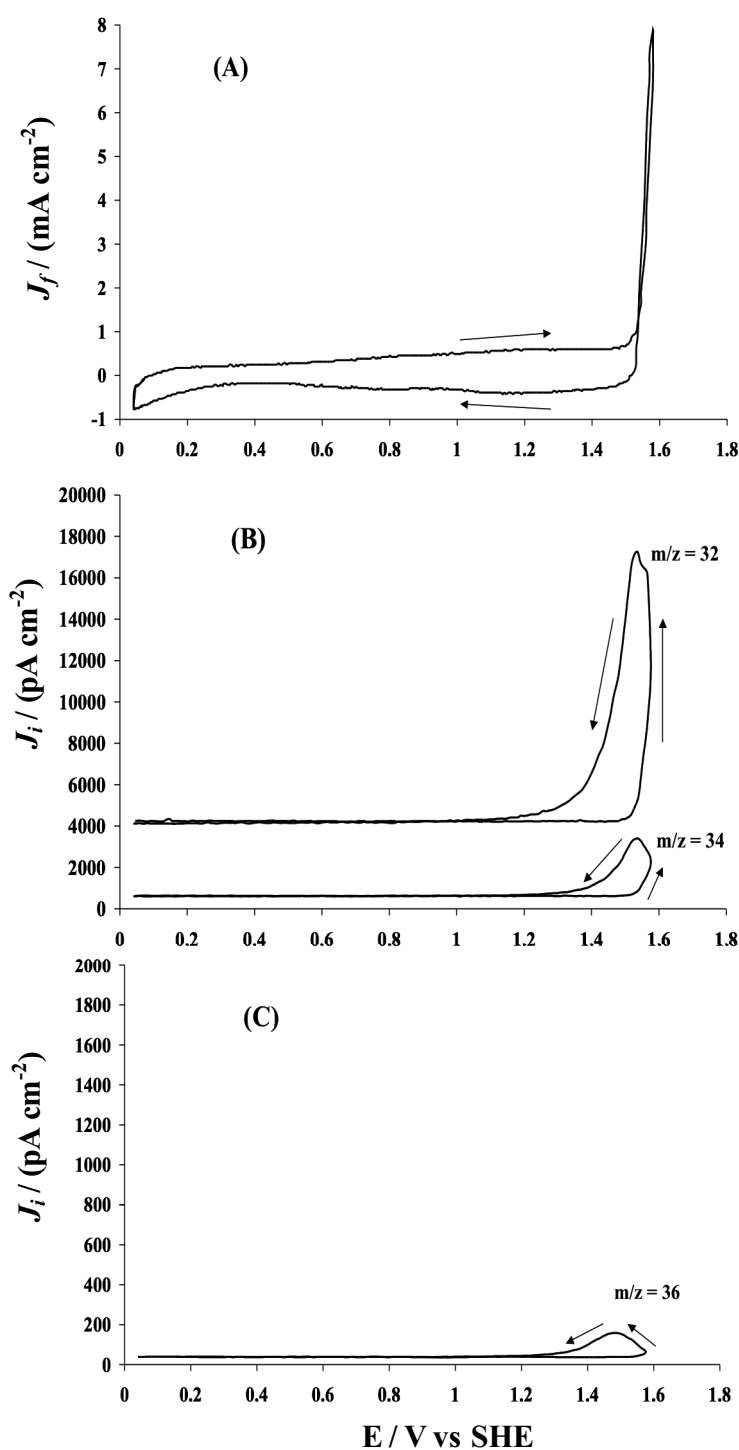 (A)
J_f / (mA cm⁻²)
8
7
6
5
4
3
2
1
0
-1
0 0.2 0.4 0.6 0.8 1 1.2 1.4 1.6 1.8
(B)
J_i / (pA cm⁻²)
20000
18000
16000
14000
12000
10000
8000
6000
4000
2000
0
m/z = 32
m/z = 34
0 0.2 0.4 0.6 0.8 1 1.2 1.4 1.6 1.8
(C)
J_i / (pA cm⁻²)
2000
1800
1600
1400
1200
1000
800
600
400
200
0
m/z = 36
0 0.2 0.4 0.6 0.8 1 1.2 1.4 1.6 1.8
E / V vs SHE